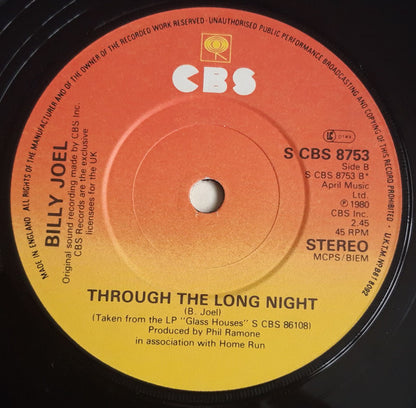 MADE IN ENGLAND. ALL RIGHTS OF THE MANUFACTURER AND OF THE OWNER OF THE RECORDED WORK RESERVED · UNAUTHORISED PUBLIC PERFORMANCE BROADCASTING AND COPYING OF THIS RECORD PROHIBITED
CBS
BILLY JOEL
Original sound recording made by CBS Inc.
CBS Records are the exclusive
licensees for the UK
S CBS 8753
Side B
S CBS 8753 B*
April Music
Ltd.
℗ 1980
CBS Inc.
2.45
45 RPM
STEREO
MCPS/BIEM
THROUGH THE LONG NIGHT
(B. Joel)
(Taken from the LP "Glass Houses" S CBS 86108)
Produced by Phil Ramone
in association with Home Run